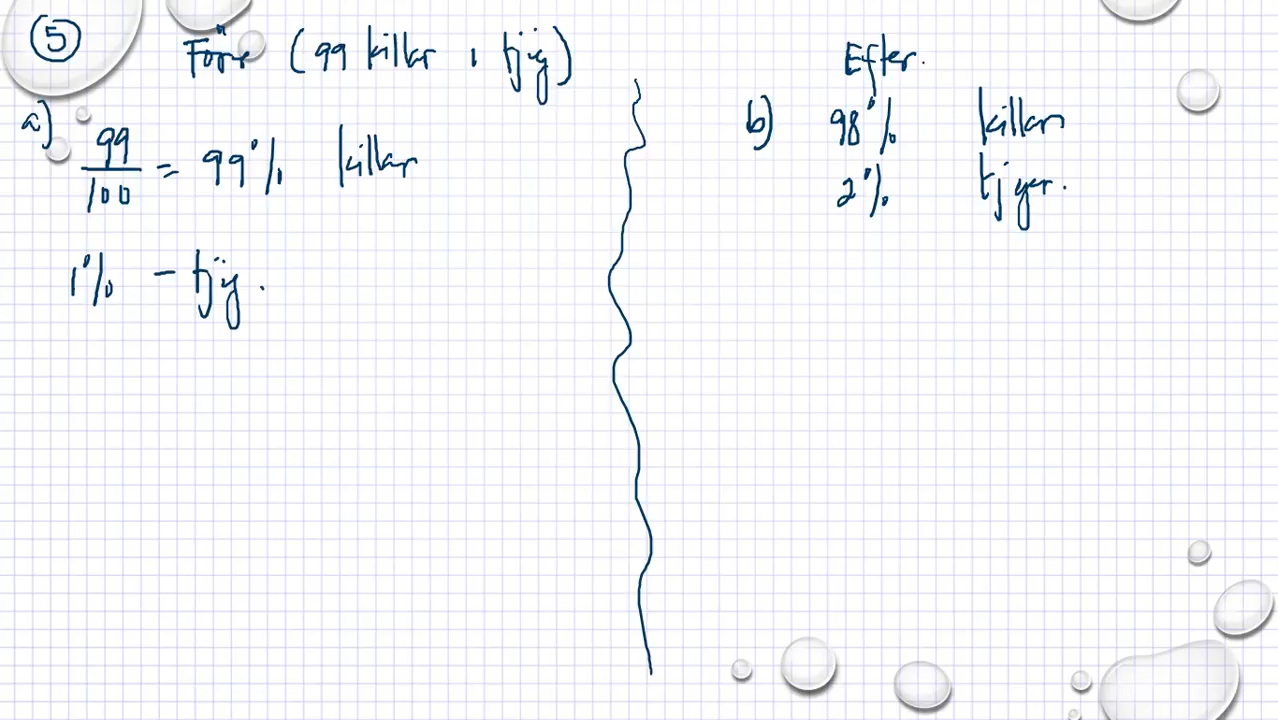 5
Före (99 killar 1 tjej)
a) 99/100 = 99% killar
1% - tjej.
Efter.
b) 98% killar
2% tjejer.